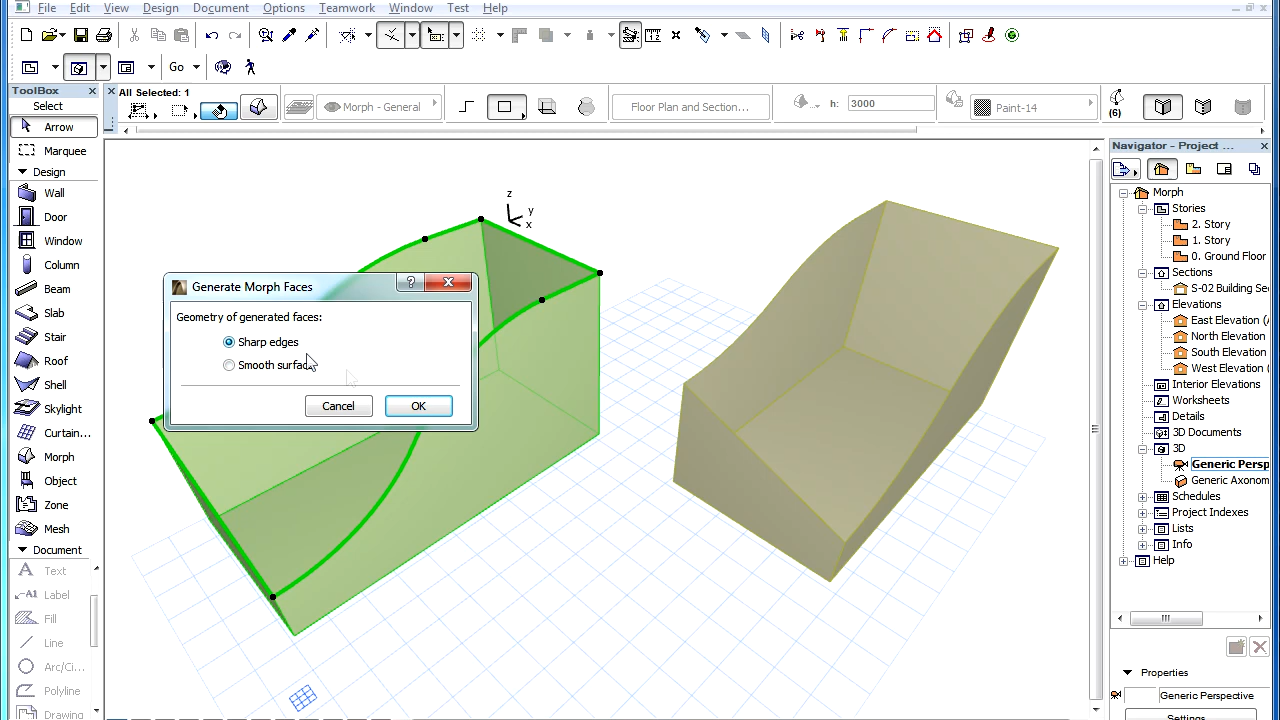 File Edit View Design Document Options Teamwork Window Test Help
Go
ToolBox
Select
Arrow
Marquee
Design
Wall
Door
Window
Column
Beam
Slab
Stair
Roof
Shell
Skylight
Curtain...
Morph
Object
Zone
Mesh
Document
Text
A1 Label
Fill
Line
Arc/Ci...
Polyline
Drawing
All Selected: 1
Morph - General
Floor Plan and Section...
h: 3000
Paint-14
(6)
z
y
x
Generate Morph Faces
?
Geometry of generated faces:
Sharp edges
Smooth surfac
Cancel OK
Navigator - Project ...
Morph
Stories
2. Story
1. Story
0. Ground Floor
Sections
S-02 Building Se
Elevations
East Elevation (A
North Elevation
South Elevation
West Elevation (
Interior Elevations
Worksheets
Details
3D Documents
3D
Generic Persp
Generic Axonom
Schedules
Project Indexes
Lists
Info
Help
Properties
Generic Perspective
Settings...